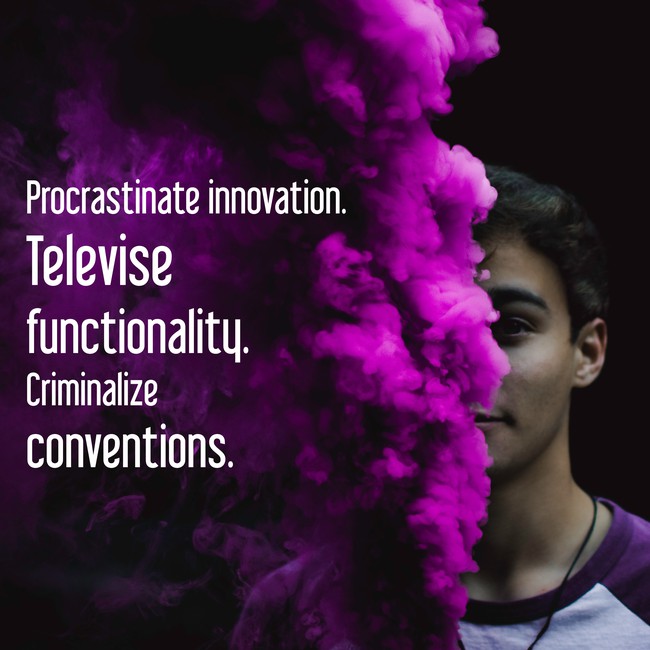 Procrastinate innovation.
Televise
functionality.
Criminalize
conventions.